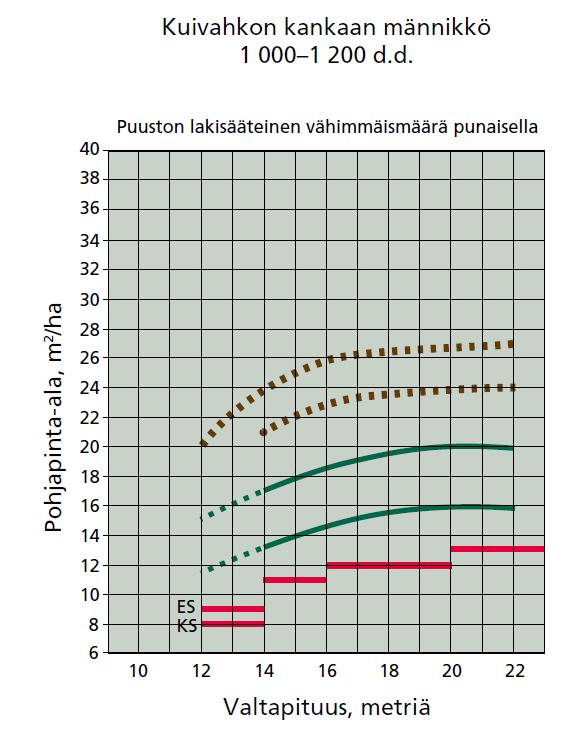 Kuivahkon kankaan männikkö
1 000–1 200 d.d.
Puuston lakisääteinen vähimmäismäärä punaisella
Pohjapinta-ala, m²/ha
40
38
36
34
32
30
28
26
24
22
20
18
16
14
12
10
8
6
ES
KS
10 12 14 16 18 20 22
Valtapituus, metriä